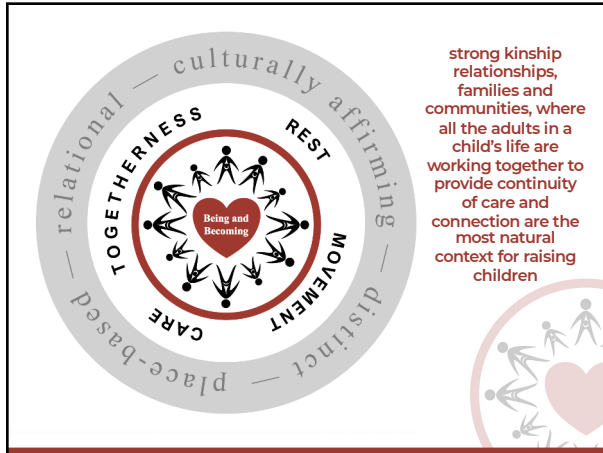 relational — culturally affirming — distinct — place-based —
TOGETHERNESS
REST
MOVEMENT
CARE
Being and
Becoming
strong kinship
relationships,
families and
communities, where
all the adults in a
child's life are
working together to
provide continuity
of care and
connection are the
most natural
context for raising
children